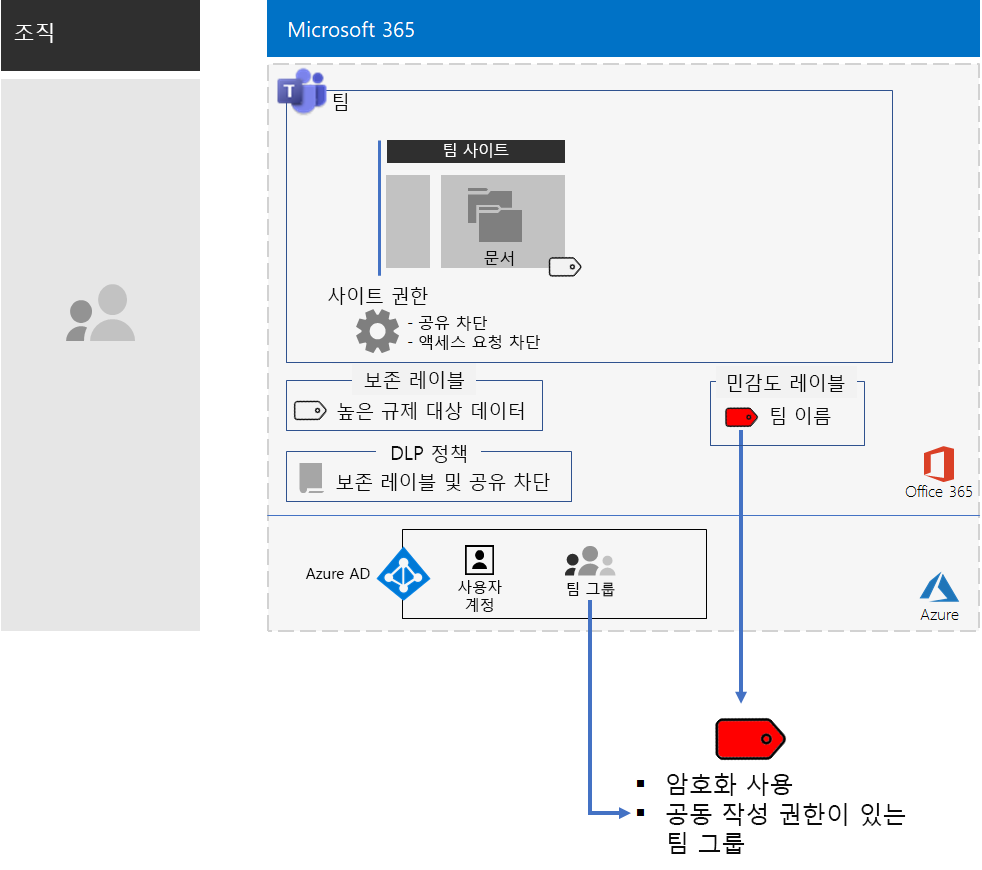 조직
Microsoft 365
T
팀
팀 사이트
문서
사이트 권한
- 공유 차단
- 액세스 요청 차단
보존 레이블
높은 규제 대상 데이터
민감도 레이블
팀 이름
DLP 정책
보존 레이블 및 공유 차단
Office 365
Azure AD
사용자
계정
팀 그룹
Azure
▪ 암호화 사용
▪ 공동 작성 권한이 있는
팀 그룹